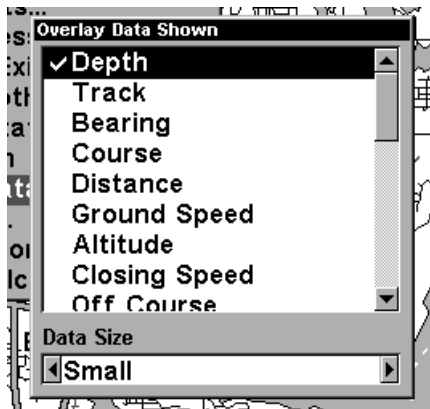 Overlay Data Shown
✓Depth
Track
Bearing
Course
Distance
Ground Speed
Altitude
Closing Speed
Off Course
Data Size
Small